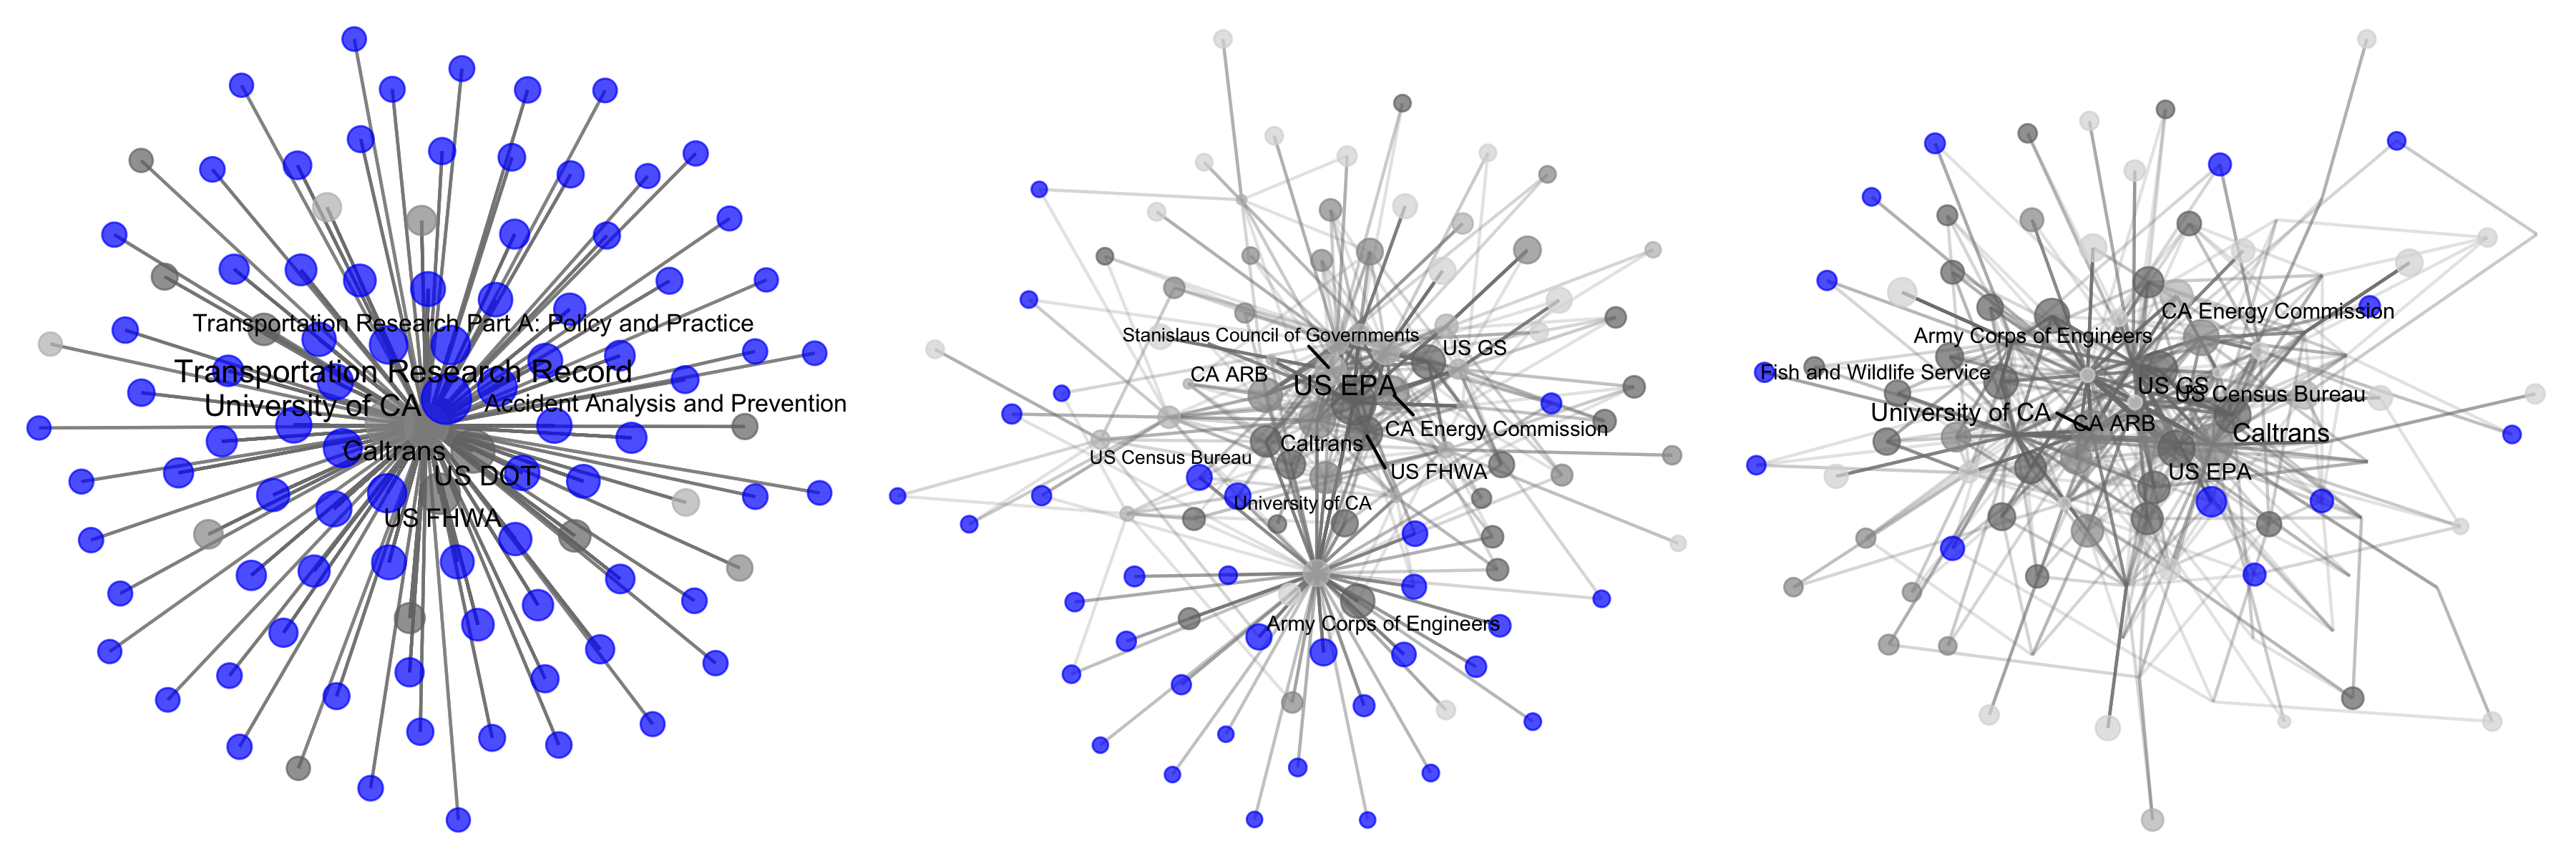 Transportation Research Part A: Policy and Practice
Transportation Research Record
University of CA
Accident Analysis and Prevention
Caltrans
US DOT
US FHWA
Stanislaus Council of Governments
US GS
CA ARB
US EPA
CA Energy Commission
Caltrans
US Census Bureau
US FHWA
University of CA
Army Corps of Engineers
CA Energy Commission
Army Corps of Engineers
Fish and Wildlife Service
US GS
US Census Bureau
University of CA
CA ARB
Caltrans
US EPA